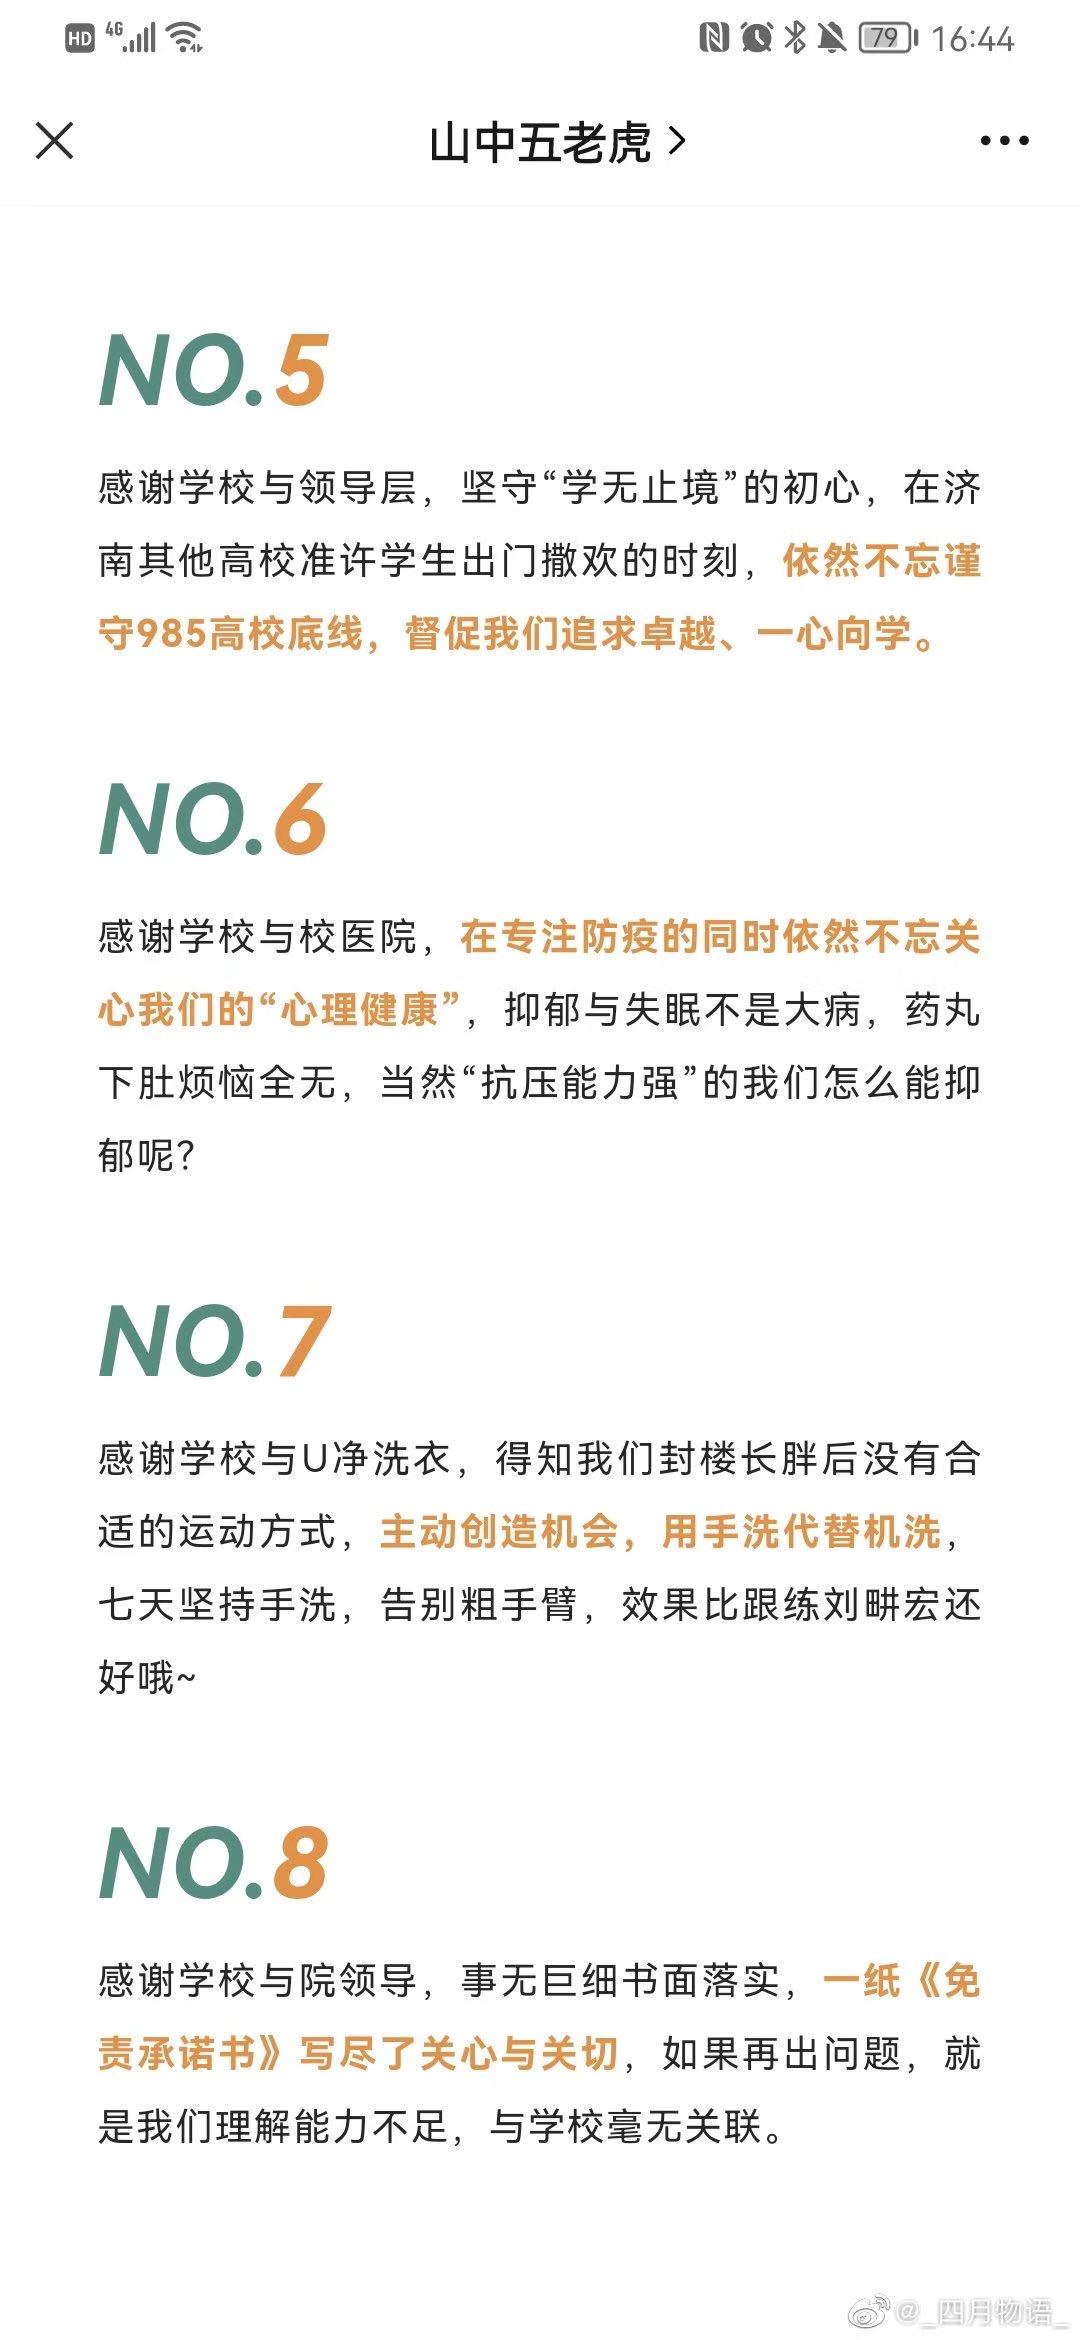 HD 4G 79 16:44
山中五老虎
NO.5
感谢学校与领导层，坚守“学无止境”的初心，在济
南其他高校准许学生出门撒欢的时刻，依然不忘谨
守985高校底线，督促我们追求卓越、一心向学。
NO.6
感谢学校与校医院，在专注防疫的同时依然不忘关
心我们的“心理健康”，抑郁与失眠不是大病，药丸
下肚烦恼全无，当然“抗压能力强”的我们怎么能抑
郁呢？
NO.7
感谢学校与U净洗衣，得知我们封楼长胖后没有合
适的运动方式，主动创造机会，用手洗代替机洗，
七天坚持手洗，告别粗手臂，效果比跟练刘畊宏还
好哦~
NO.8
感谢学校与院领导，事无巨细书面落实，一纸《免
责承诺书》写尽了关心与关切，如果再出问题，就
是我们理解能力不足，与学校毫无关联。
@_四月物语_